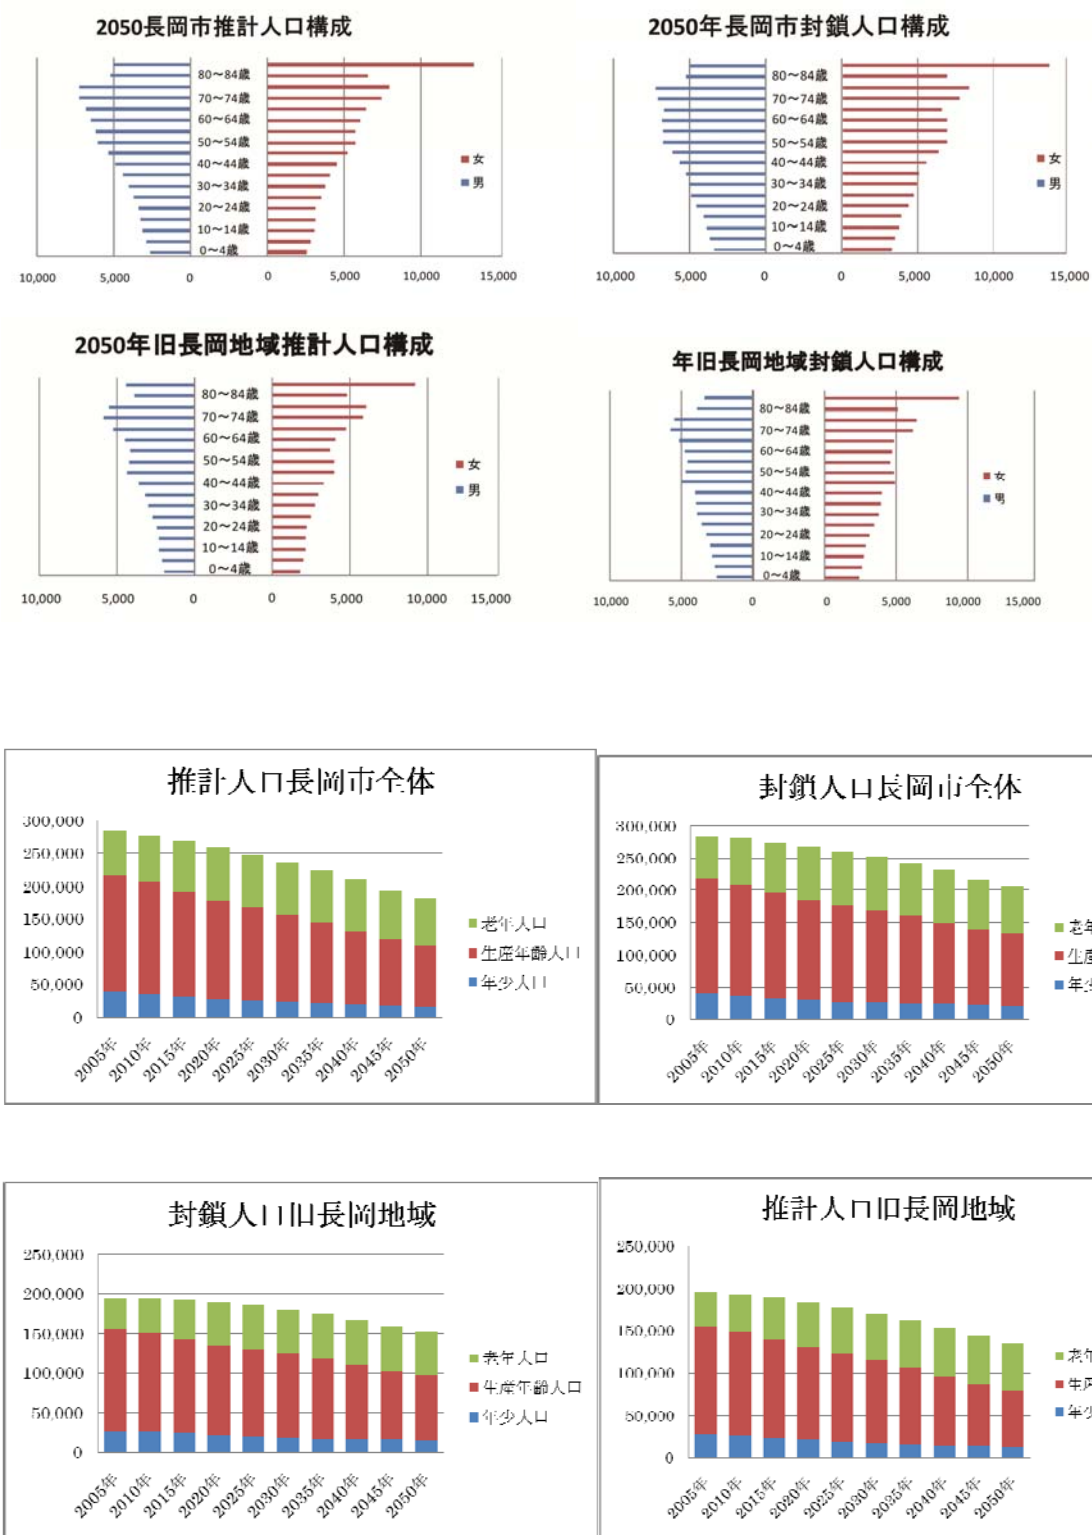 2050長岡市推計人口構成
80～84歳
70～74歳
60～64歳
50～54歳
40～44歳
30～34歳
20～24歳
10～14歳
0～4歳
女
男
10,000 5,000 0 0 5,000 10,000 15,000
2050年長岡市封鎖人口構成
80～84歳
70～74歳
60～64歳
50～54歳
40～44歳
30～34歳
20～24歳
10～14歳
0～4歳
女
男
10,000 5,000 0 0 5,000 10,000 15,000
2050年旧長岡地域推計人口構成
80～84歳
70～74歳
60～64歳
50～54歳
40～44歳
30～34歳
20～24歳
10～14歳
0～4歳
女
男
10,000 5,000 0 0 5,000 10,000 15,000
年旧長岡地域封鎖人口構成
80～84歳
70～74歳
60～64歳
50～54歳
40～44歳
30～34歳
20～24歳
10～14歳
0～4歳
女
男
10,000 5,000 0 0 5,000 10,000 15,000
推計人口長岡市全体
300,000
250,000
200,000
150,000
100,000
50,000
0
老年人口
生産年齢人口
年少人口
2005年 2010年 2015年 2020年 2025年 2030年 2035年 2040年 2045年 2050年
封鎖人口長岡市全体
300,000
250,000
200,000
150,000
100,000
50,000
0
老年
生産
年少
2005年 2010年 2015年 2020年 2025年 2030年 2035年 2040年 2045年 2050年
封鎖人口旧長岡地域
250,000
200,000
150,000
100,000
50,000
0
老年人口
生産年齢人口
年少人口
2005年 2010年 2015年 2020年 2025年 2030年 2035年 2040年 2045年 2050年
推計人口旧長岡地域
250,000
200,000
150,000
100,000
50,000
0
老年
生産
年少
2005年 2010年 2015年 2020年 2025年 2030年 2035年 2040年 2045年 2050年